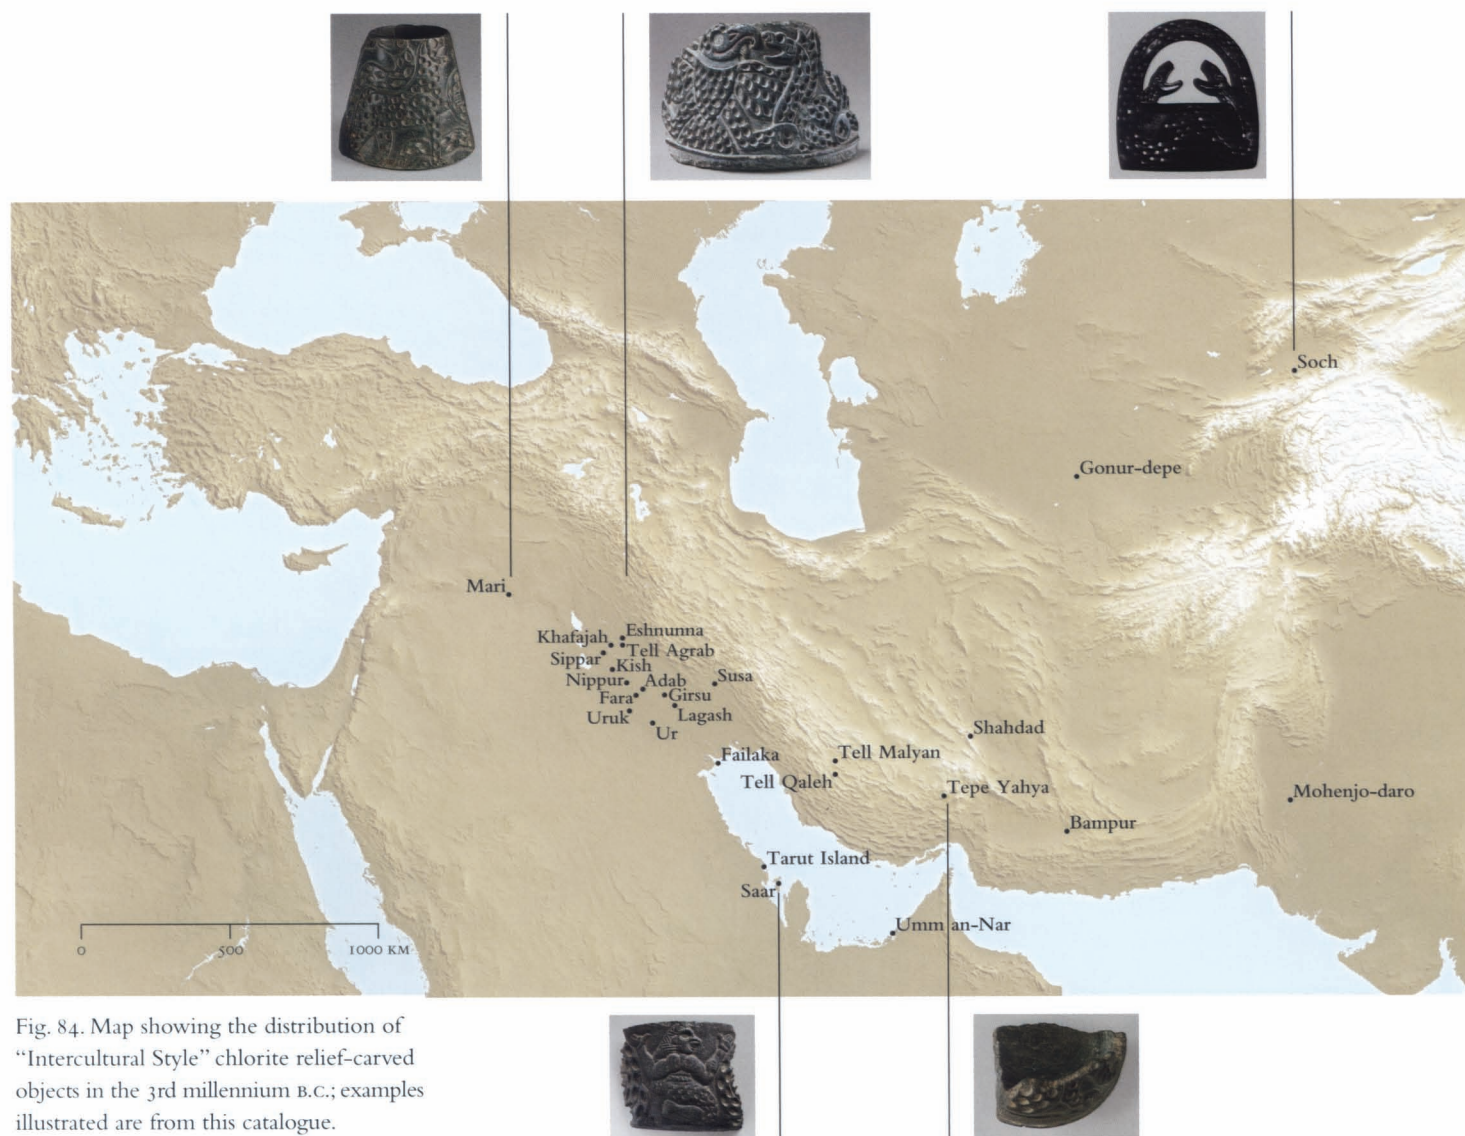 Soch
Gonur-depe
Mari
Khafajah
Eshnunna
Sippar
Tell Agrab
Kish
Nippur
Adab
Susa
Fara
Girsu
Uruk
Lagash
Ur
Shahdad
Failaka
Tell Malyan
Tell Qaleh
Tepe Yahya
Mohenjo-daro
Bampur
Tarut Island
Saar
Umm an-Nar
0 500 1000 KM
Fig. 84. Map showing the distribution of
“Intercultural Style” chlorite relief-carved
objects in the 3rd millennium B.C.; examples
illustrated are from this catalogue.